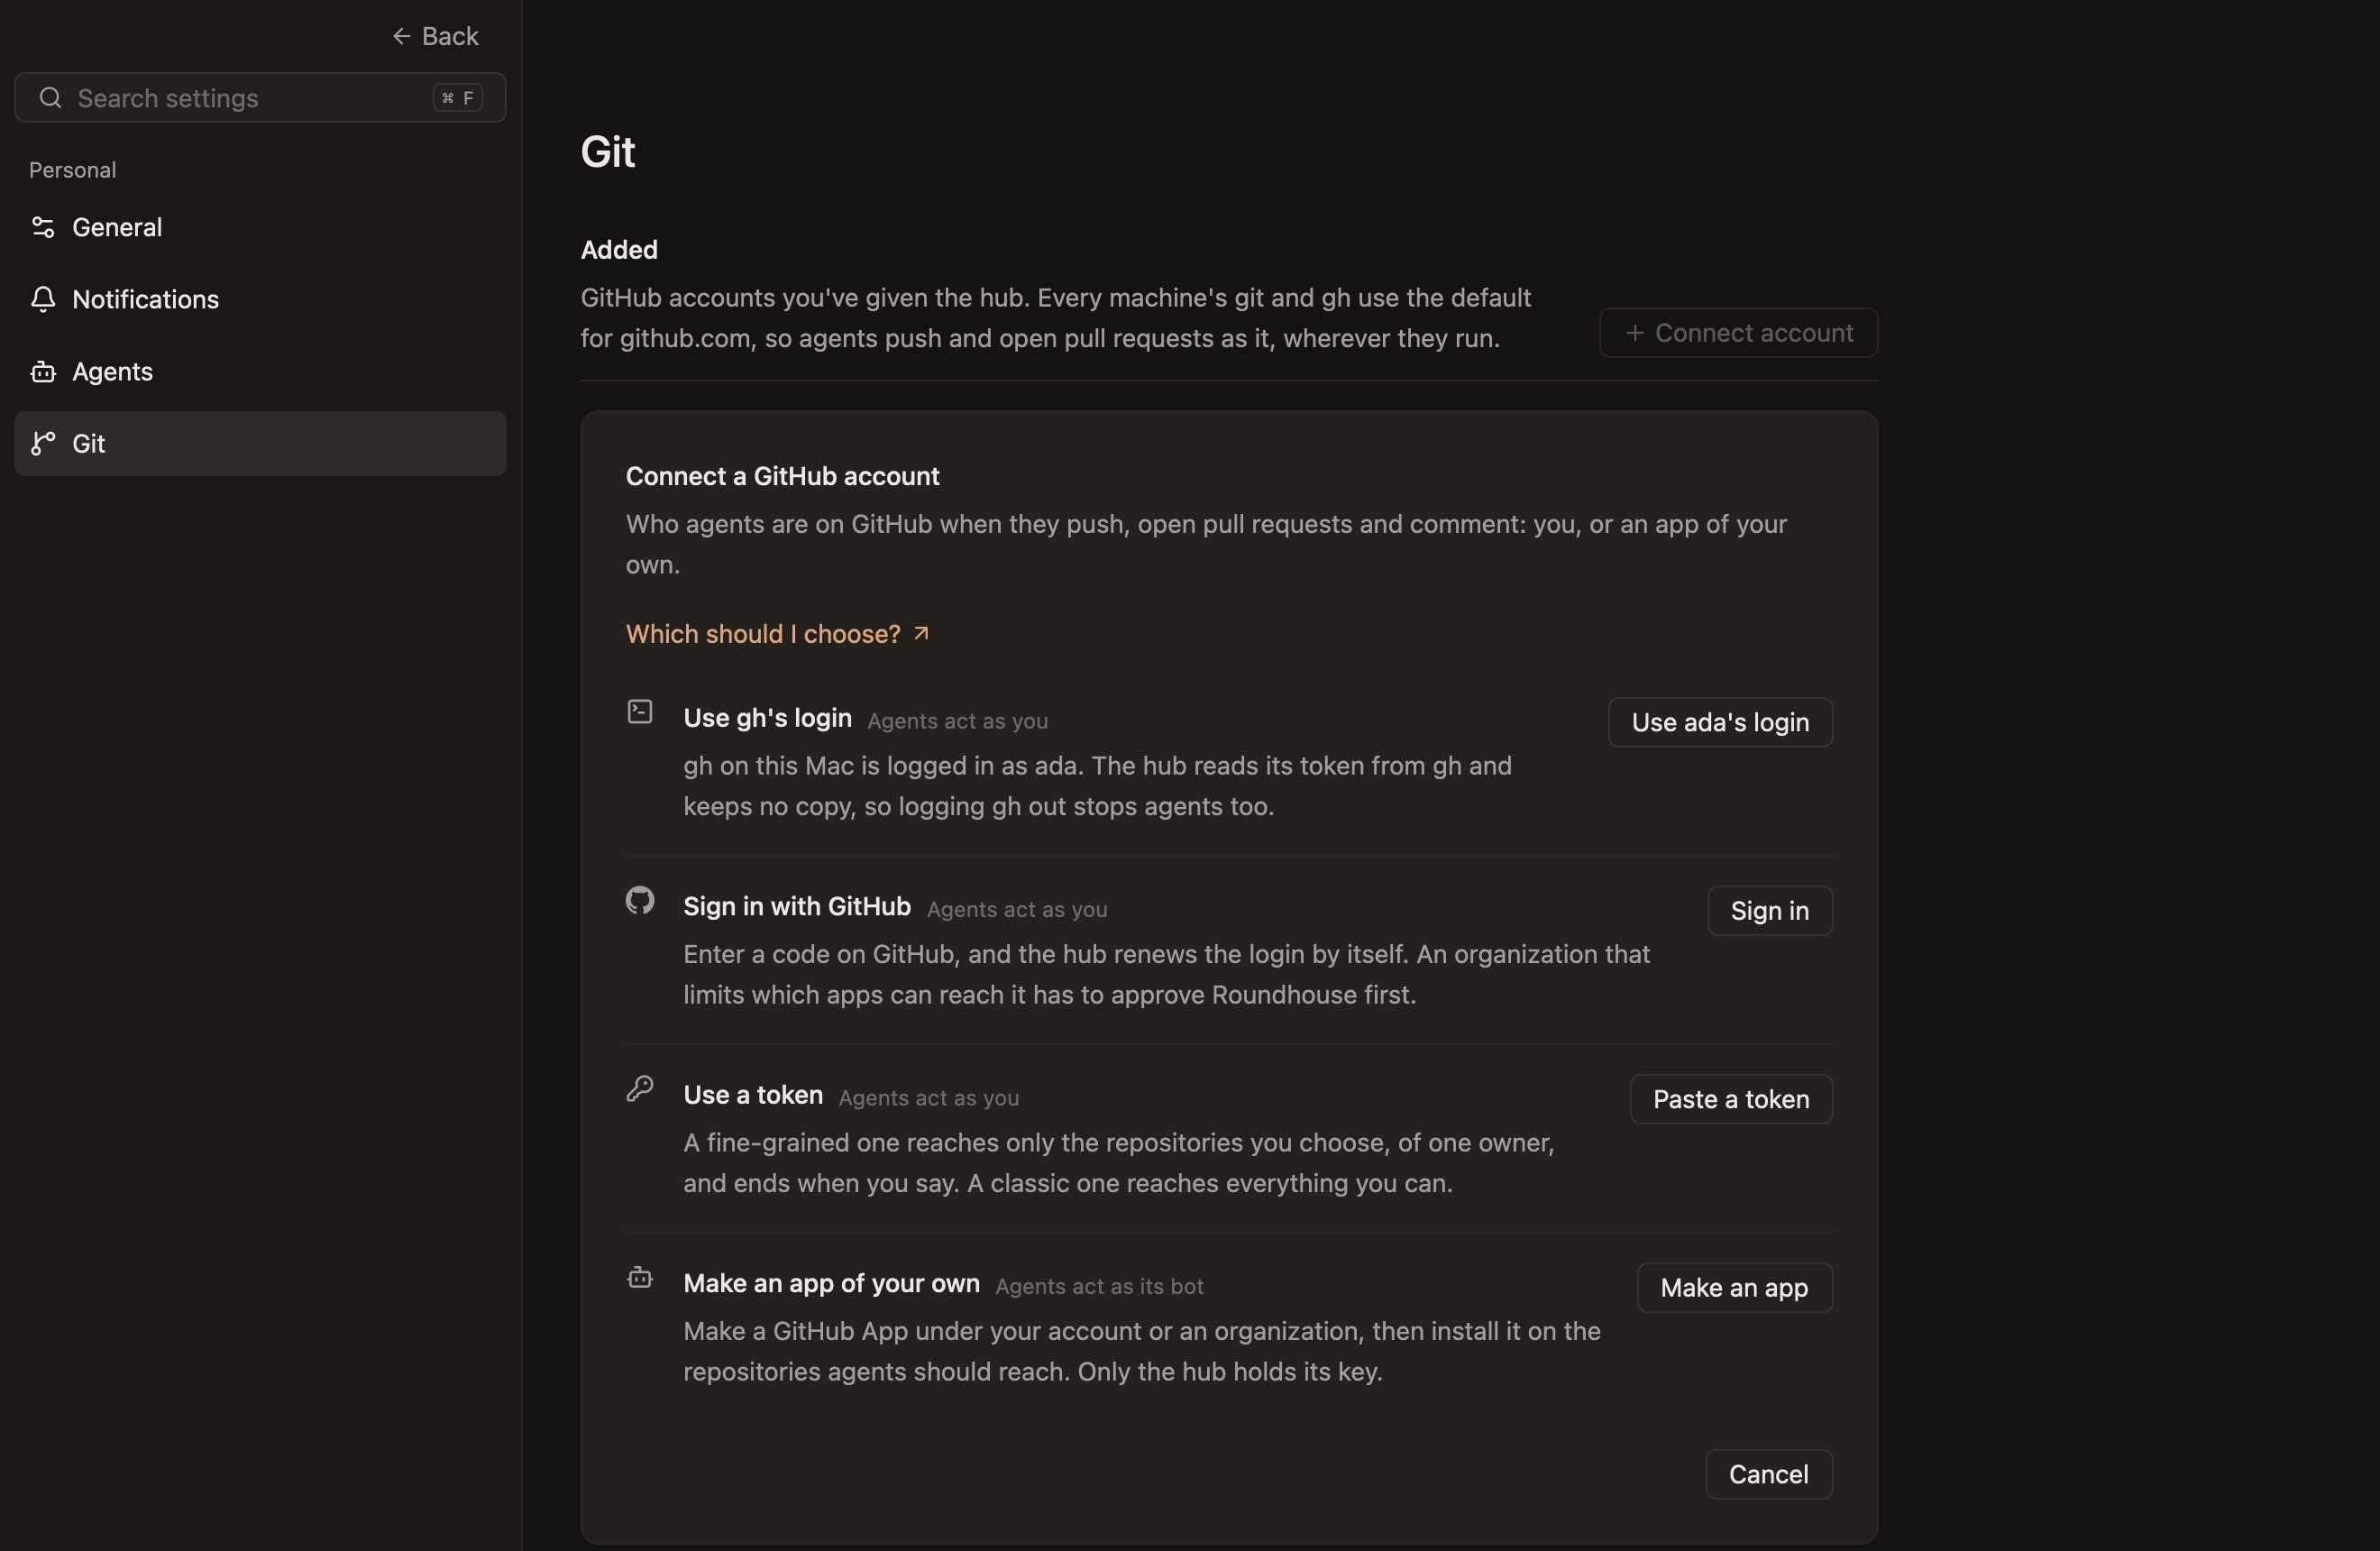 ← Back
Search settings
⌘ F
Personal
General
Notifications
Agents
Git
Git
Added
GitHub accounts you've given the hub. Every machine's git and gh use the default
for github.com, so agents push and open pull requests as it, wherever they run.
+ Connect account
Connect a GitHub account
Who agents are on GitHub when they push, open pull requests and comment: you, or an app of your
own.
Which should I choose? ↗
Use gh's login Agents act as you
Use ada's login
gh on this Mac is logged in as ada. The hub reads its token from gh and
keeps no copy, so logging gh out stops agents too.
Sign in with GitHub Agents act as you
Sign in
Enter a code on GitHub, and the hub renews the login by itself. An organization that
limits which apps can reach it has to approve Roundhouse first.
Use a token Agents act as you
Paste a token
A fine-grained one reaches only the repositories you choose, of one owner,
and ends when you say. A classic one reaches everything you can.
Make an app of your own Agents act as its bot
Make an app
Make a GitHub App under your account or an organization, then install it on the
repositories agents should reach. Only the hub holds its key.
Cancel